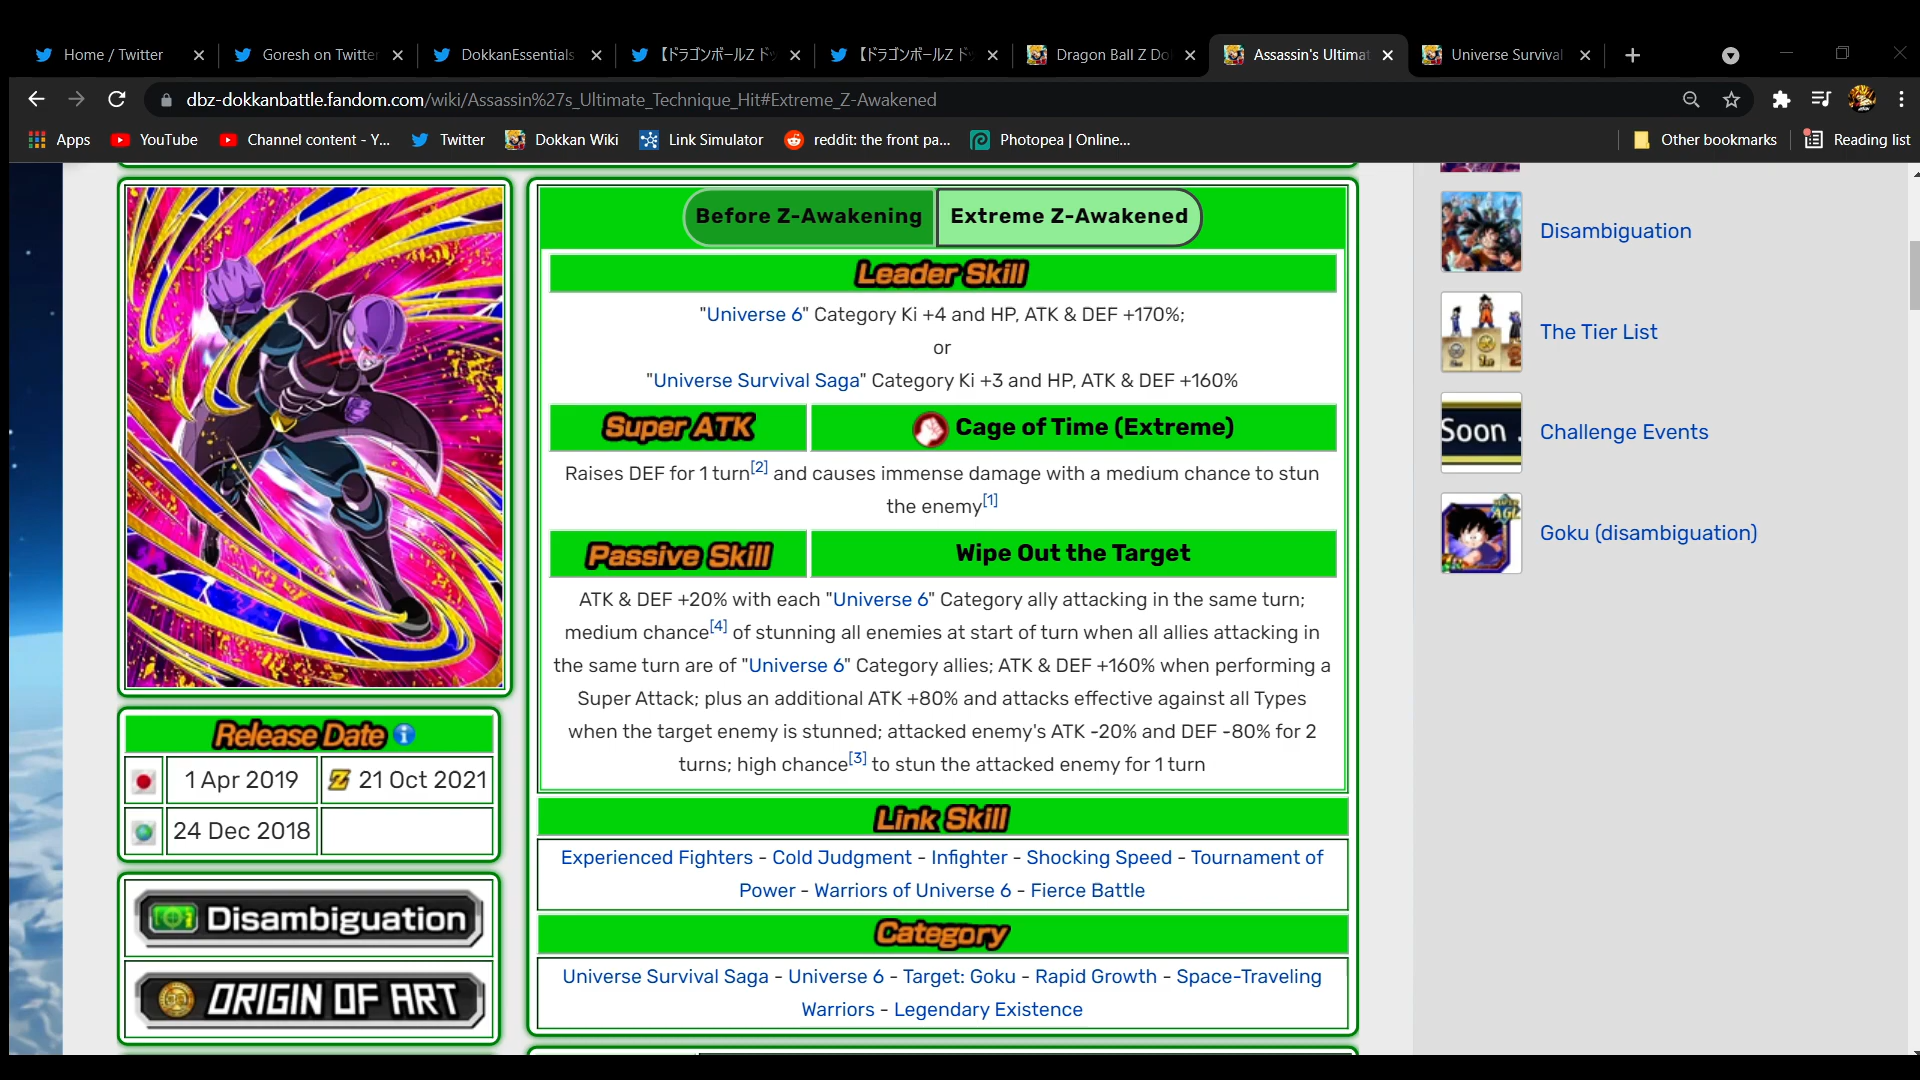 Home / Twitter
Goresh on Twitter
DokkanEssentials
【ドラゴンボールZ ド
【ドラゴンボールZ ド
Dragon Ball Z Do
Assassin's Ultimat
Universe Survival
dbz-dokkanbattle.fandom.com/wiki/Assassin%27s_Ultimate_Technique_Hit#Extreme_Z-Awakened
Apps
YouTube
Channel content - Y...
Twitter
Dokkan Wiki
Link Simulator
reddit: the front pa...
Photopea | Online...
Other bookmarks
Reading list
Before Z-Awakening
Extreme Z-Awakened
Leader Skill
"Universe 6" Category Ki +4 and HP, ATK & DEF +170%;
or
"Universe Survival Saga" Category Ki +3 and HP, ATK & DEF +160%
Super ATK
Cage of Time (Extreme)
Raises DEF for 1 turn[2] and causes immense damage with a medium chance to stun
the enemy[1]
Passive Skill
Wipe Out the Target
ATK & DEF +20% with each "Universe 6" Category ally attacking in the same turn;
medium chance[4] of stunning all enemies at start of turn when all allies attacking in
the same turn are of "Universe 6" Category allies; ATK & DEF +160% when performing a
Super Attack; plus an additional ATK +80% and attacks effective against all Types
when the target enemy is stunned; attacked enemy's ATK -20% and DEF -80% for 2
turns; high chance[3] to stun the attacked enemy for 1 turn
Link Skill
Experienced Fighters - Cold Judgment - Infighter - Shocking Speed - Tournament of
Power - Warriors of Universe 6 - Fierce Battle
Category
Universe Survival Saga - Universe 6 - Target: Goku - Rapid Growth - Space-Traveling
Warriors - Legendary Existence
Release Date
1 Apr 2019
Z 21 Oct 2021
24 Dec 2018
Disambiguation
ORIGIN OF ART
Disambiguation
The Tier List
Soon .
Challenge Events
AGL
Goku (disambiguation)